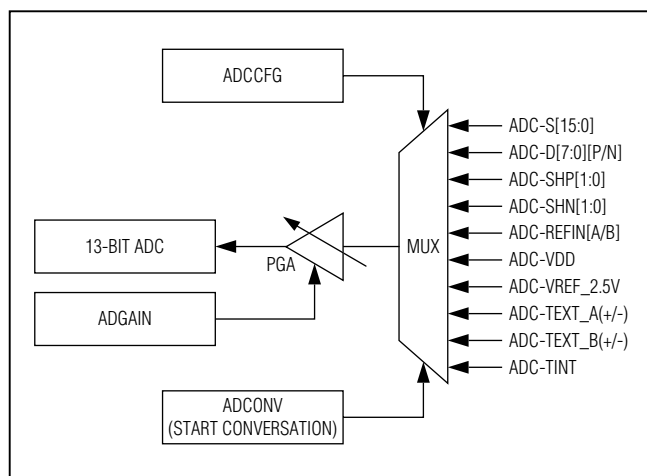 ADCCFG
ADC-S[15:0]
ADC-D[7:0][P/N]
ADC-SHP[1:0]
ADC-SHN[1:0]
13-BIT ADC
PGA
MUX
ADC-REFIN[A/B]
ADC-VDD
ADC-VREF_2.5V
ADGAIN
ADC-TEXT_A(+/-)
ADC-TEXT_B(+/-)
ADC-TINT
ADCONV
(START CONVERSATION)